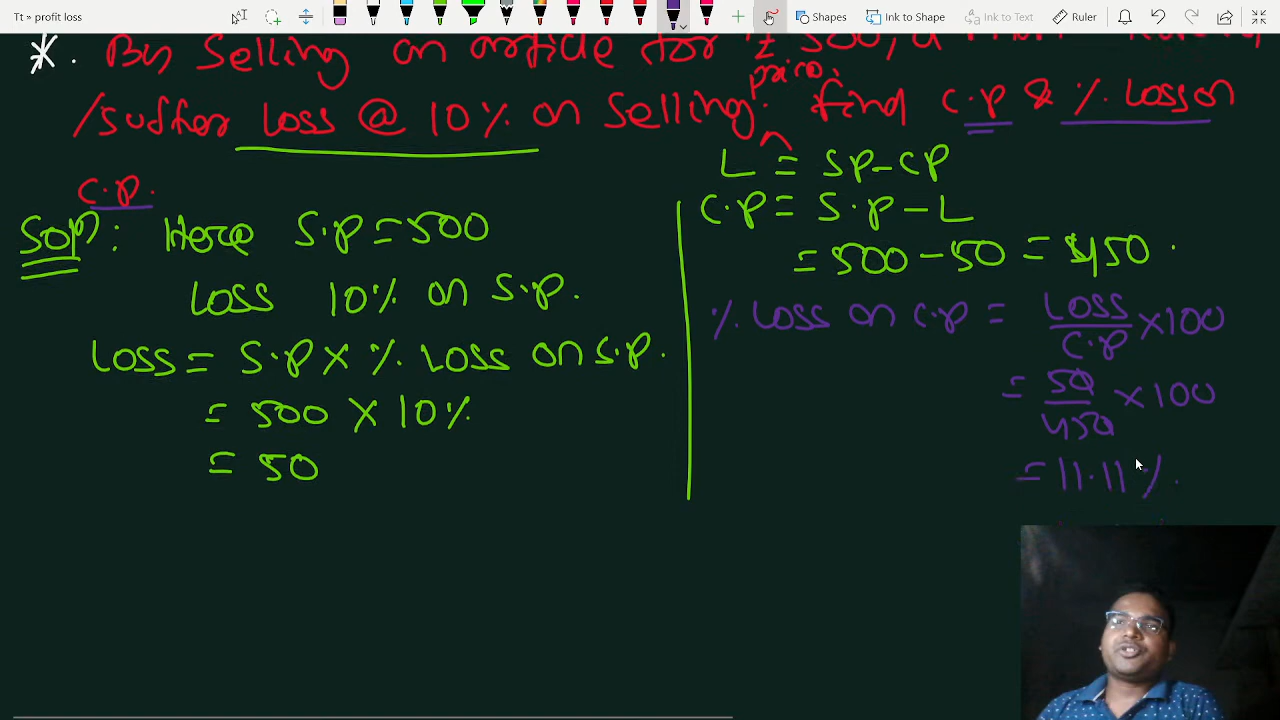 Tt » profit loss
Shapes
Ink to Shape
Ink to Text
Ruler
*. By selling an article for ₹ 500, a
price.
/suffer loss @ 10% on selling. find C.P & % Loss on
C.P.
Soln: Here S.P = 500
Loss 10% on S.P.
Loss = S.P X % Loss on S.P.
= 500 X 10%
= 50
L = SP - CP
C.P = S.P - L
= 500 - 50 = 450.
% Loss on C.P = Loss/C.P X 100
= 50/450 X 100
= 11.11%.